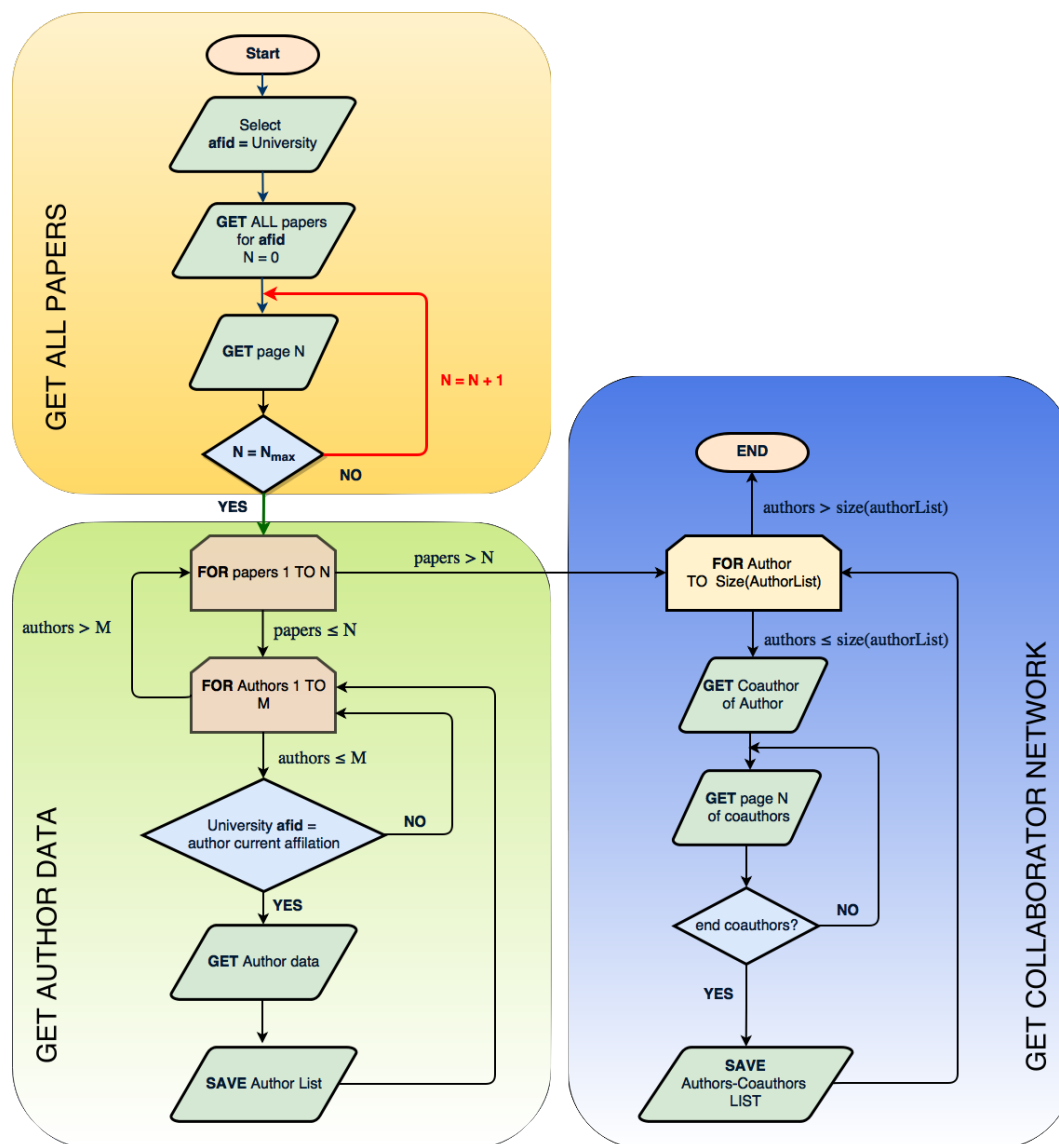 GET ALL PAPERS
Start
Select
afid = University
GET ALL papers
for afid
N = 0
GET page N
N = N + 1
N = Nmax
NO
YES
GET AUTHOR DATA
FOR papers 1 TO N
papers > N
authors > M
papers ≤ N
FOR Authors 1 TO
M
authors ≤ M
University afid =
author current affilation
NO
YES
GET Author data
SAVE Author List
GET COLLABORATOR NETWORK
END
authors > size(authorList)
FOR Author
TO Size(AuthorList)
authors ≤ size(authorList)
GET Coauthor
of Author
GET page N
of coauthors
end coauthors?
NO
YES
SAVE
Authors-Coauthors
LIST